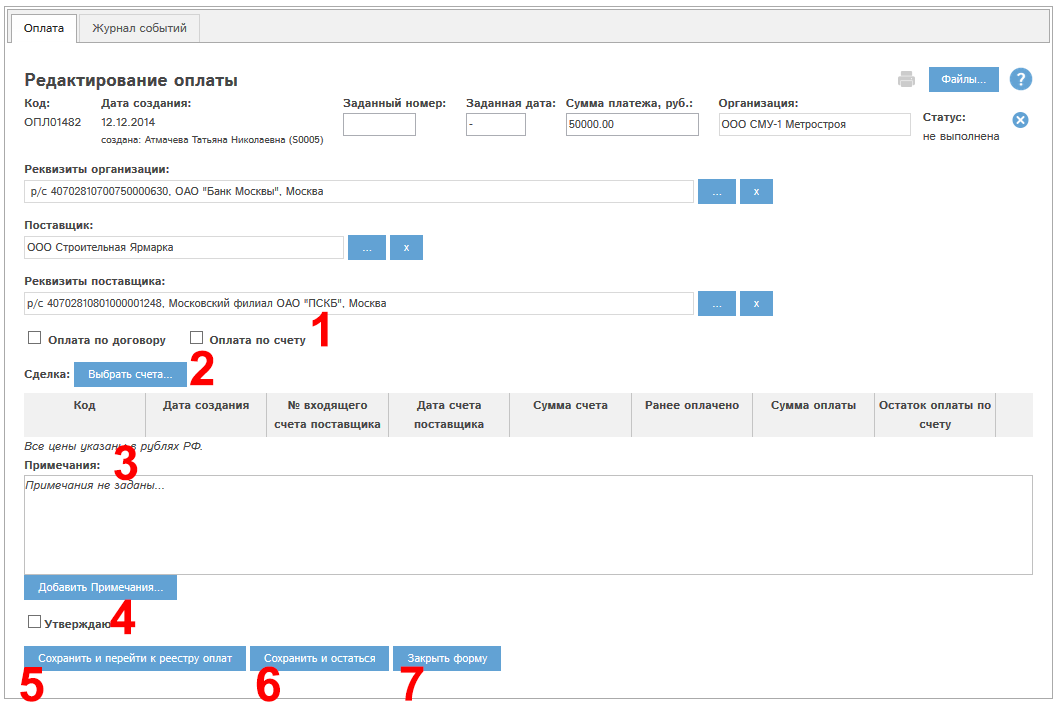 Оплата Журнал событий
Редактирование оплаты Файлы... ?
Код: Дата создания: Заданный номер: Заданная дата: Сумма платежа, руб.: Организация: Статус:
ОПЛ01482 12.12.2014 - 50000.00 ООО СМУ-1 Метростроя не выполнена
создана: Атмачева Татьяна Николаевна (S0005)
Реквизиты организации:
р/с 40702810700750000630, ОАО "Банк Москвы", Москва ... x
Поставщик:
ООО Строительная Ярмарка ... x
Реквизиты поставщика:
р/с 40702810801000001248, Московский филиал ОАО "ПСКБ", Москва ... x
Оплата по договору Оплата по счету 1
Сделка: Выбрать счета... 2
Код Дата создания № входящего счета поставщика Дата счета поставщика Сумма счета Ранее оплачено Сумма оплаты Остаток оплаты по счету
Все цены указаны в рублях РФ.
Примечания: 3
Примечания не заданы...
Добавить Примечания...
Утверждаю 4
Сохранить и перейти к реестру оплат Сохранить и остаться Закрыть форму
5 6 7